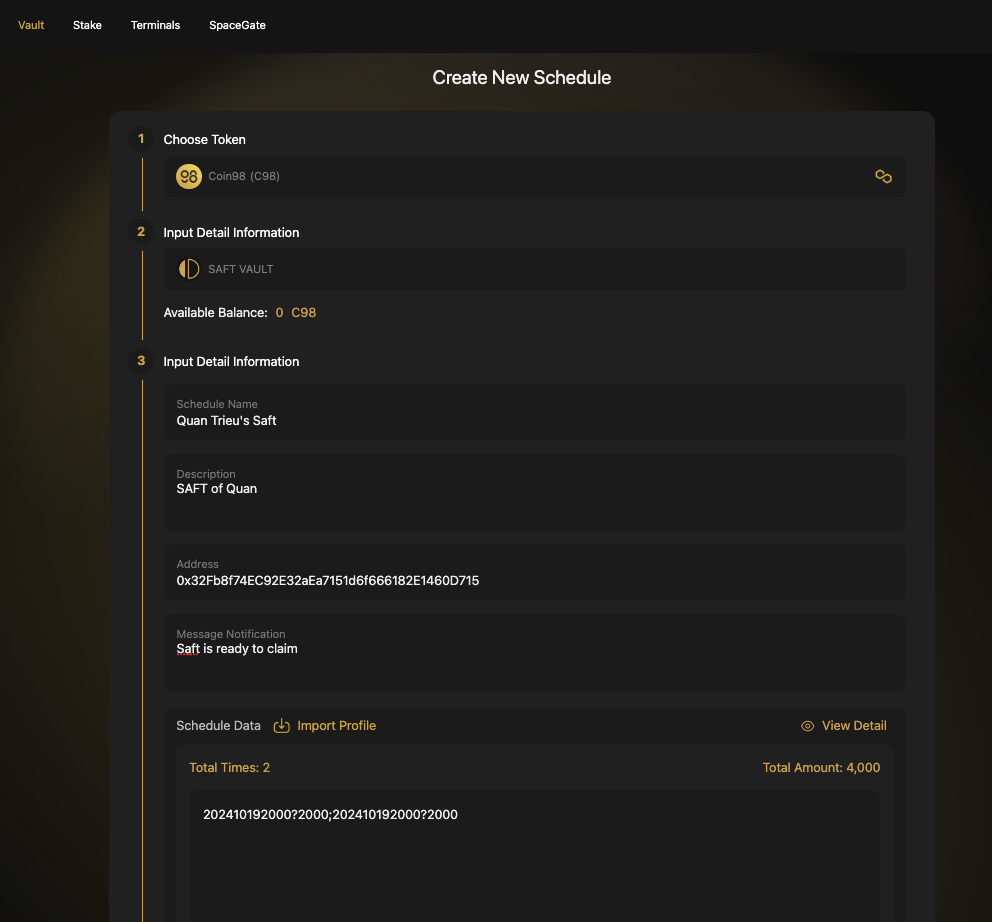 Vault Stake Terminals SpaceGate
Create New Schedule
1 Choose Token
98 Coin98 (C98)
2 Input Detail Information
SAFT VAULT
Available Balance: 0 C98
3 Input Detail Information
Schedule Name
Quan Trieu's Saft
Description
SAFT of Quan
Address
0x32Fb8f74EC92E32aEa7151d6f666182E1460D715
Message Notification
Saft is ready to claim
Schedule Data Import Profile View Detail
Total Times: 2 Total Amount: 4,000
202410192000?2000;202410192000?2000